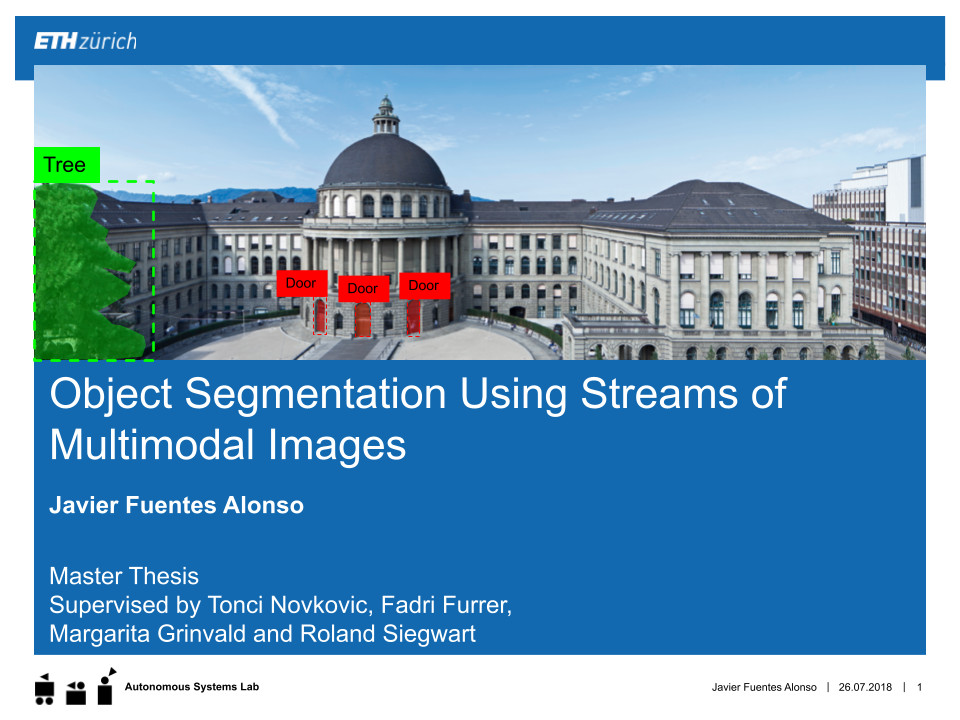 ETH zürich
Tree
Door
Door
Door
Object Segmentation Using Streams of
Multimodal Images
Javier Fuentes Alonso
Master Thesis
Supervised by Tonci Novkovic, Fadri Furrer,
Margarita Grinvald and Roland Siegwart
Autonomous Systems Lab
Javier Fuentes Alonso | 26.07.2018 | 1